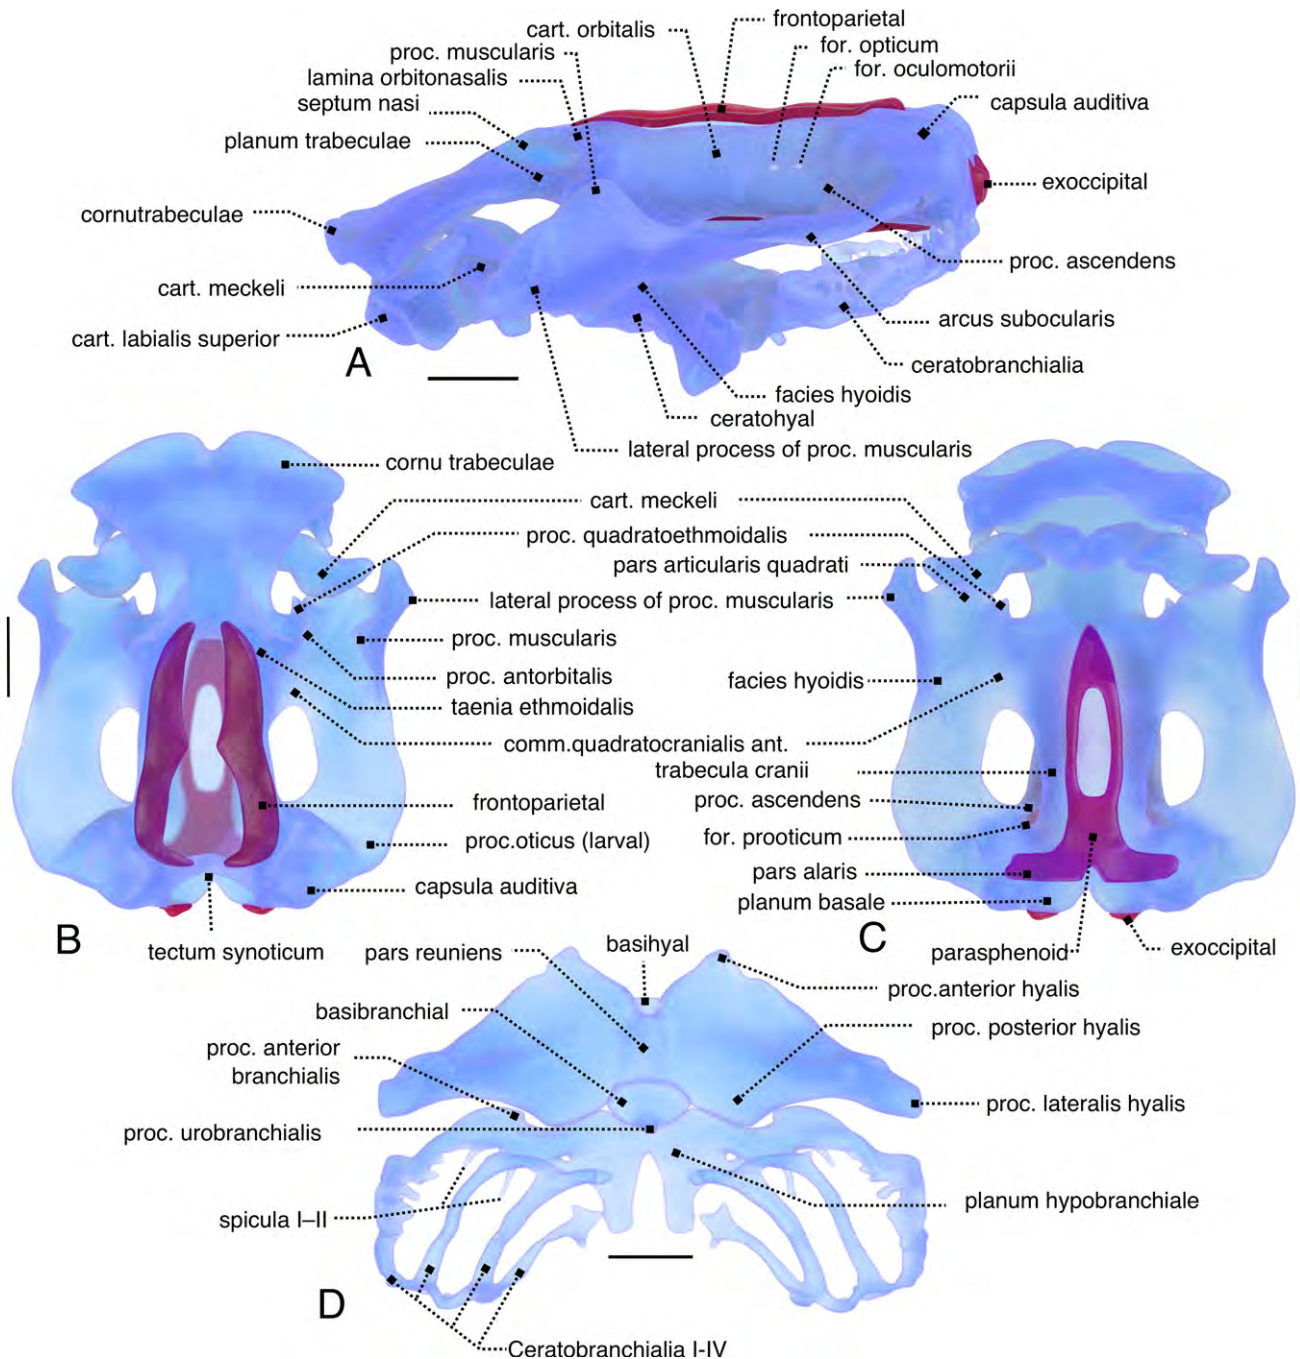 frontoparietal
cart. orbitalis
for. opticum
proc. muscularis
for. oculomotorii
lamina orbitonasalis
septum nasi
capsula auditiva
planum trabeculae
exoccipital
cornutrabeculae
proc. ascendens
cart. meckeli
arcus subocularis
cart. labialis superior
A
ceratobranchialia
facies hyoidis
ceratohyal
lateral process of proc. muscularis
cornu trabeculae
cart. meckeli
proc. quadratoethmoidalis
pars articularis quadrati
lateral process of proc. muscularis
proc. muscularis
proc. antorbitalis
facies hyoidis
taenia ethmoidalis
comm.quadratocranialis ant.
trabecula cranii
frontoparietal
proc. ascendens
proc.oticus (larval)
for. prooticum
capsula auditiva
pars alaris
planum basale
B
C
tectum synoticum
pars reuniens
basihyal
parasphenoid
exoccipital
proc.anterior hyalis
basibranchial
proc. posterior hyalis
proc. anterior
branchialis
proc. lateralis hyalis
proc. urobranchialis
planum hypobranchiale
spicula I–II
D
Ceratobranchialia I-IV